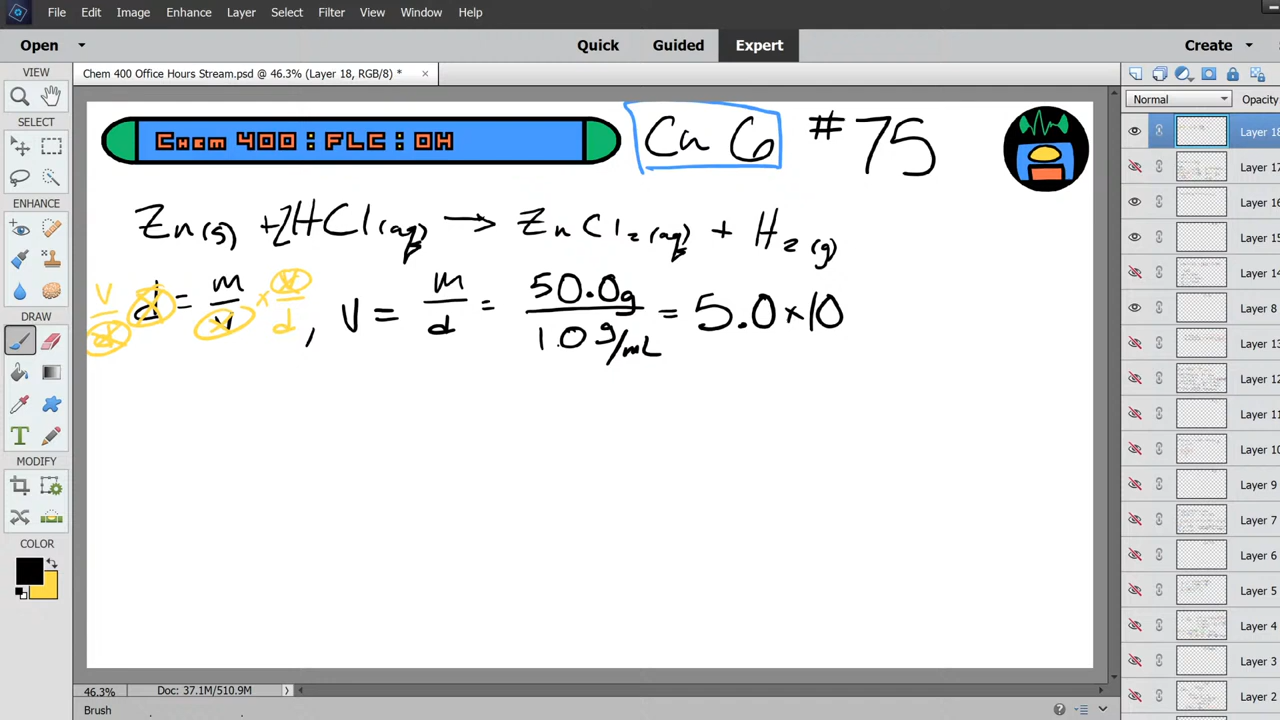 File Edit Image Enhance Layer Select Filter View Window Help
Open Quick Guided Expert Create
Chem 400 Office Hours Stream.psd @ 46.3% (Layer 18, RGB/8) * ×
VIEW
SELECT
ENHANCE
DRAW
MODIFY
COLOR
Normal Opacity
Chem 400:FLC:OH Ch 6 #75
Zn(s) + 2HCl(aq) → ZnCl2(aq) + H2(g)
v/d d = m/v × v/d , V = m/d = 50.0g / 1.0 g/mL = 5.0×10
Layer 18
Layer 17
Layer 16
Layer 15
Layer 14
Layer 13
Layer 12
Layer 11
Layer 10
Layer 9
Layer 7
Layer 6
Layer 5
Layer 4
Layer 3
Layer 2
46.3% Doc: 37.1M/510.9M
Brush